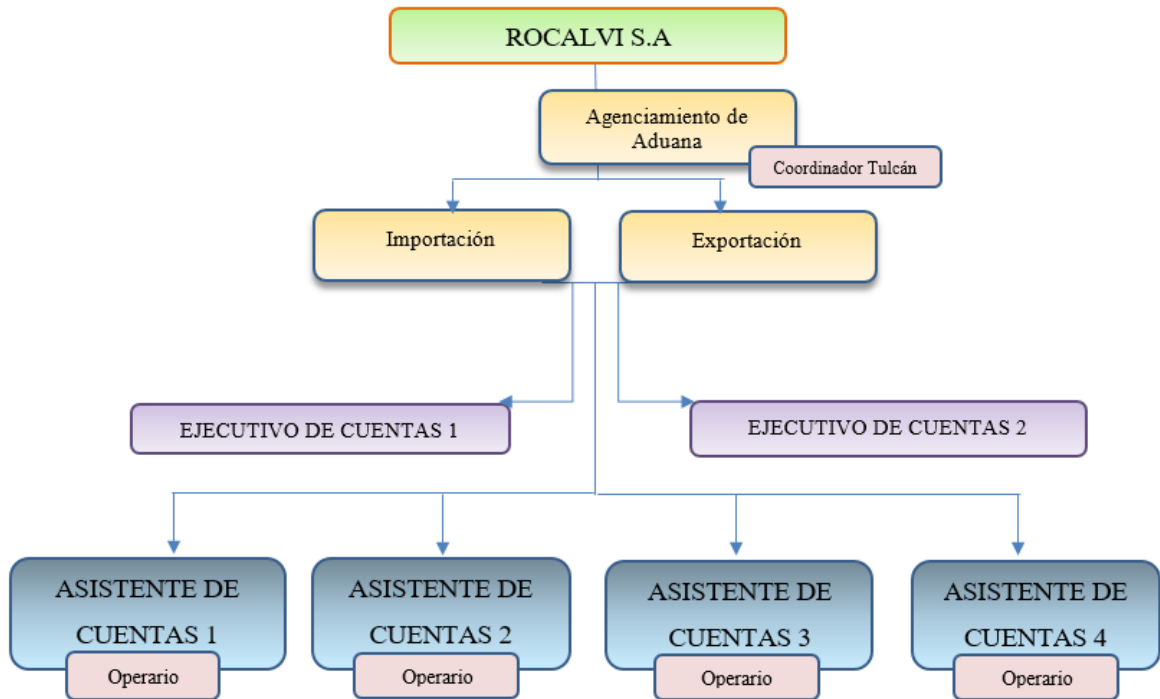 ROCALVI S.A
Agenciamiento de
Aduana
Coordinador Tulcán
Importación
Exportación
EJECUTIVO DE CUENTAS 1
EJECUTIVO DE CUENTAS 2
ASISTENTE DE
CUENTAS 1
Operario
ASISTENTE DE
CUENTAS 2
Operario
ASISTENTE DE
CUENTAS 3
Operario
ASISTENTE DE
CUENTAS 4
Operario